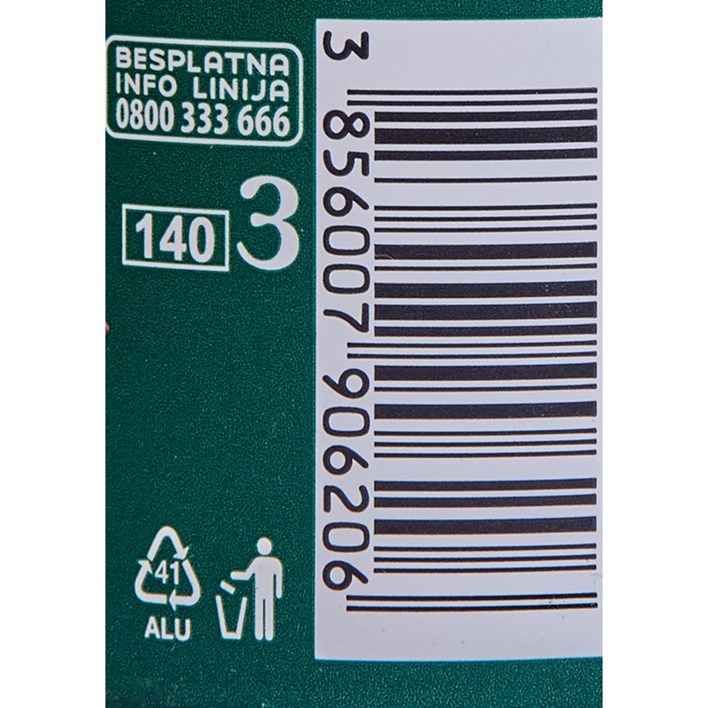 BESPLATNA
INFO LINIJA
0800 333 666
140 3
3 856007 906206
41
ALU